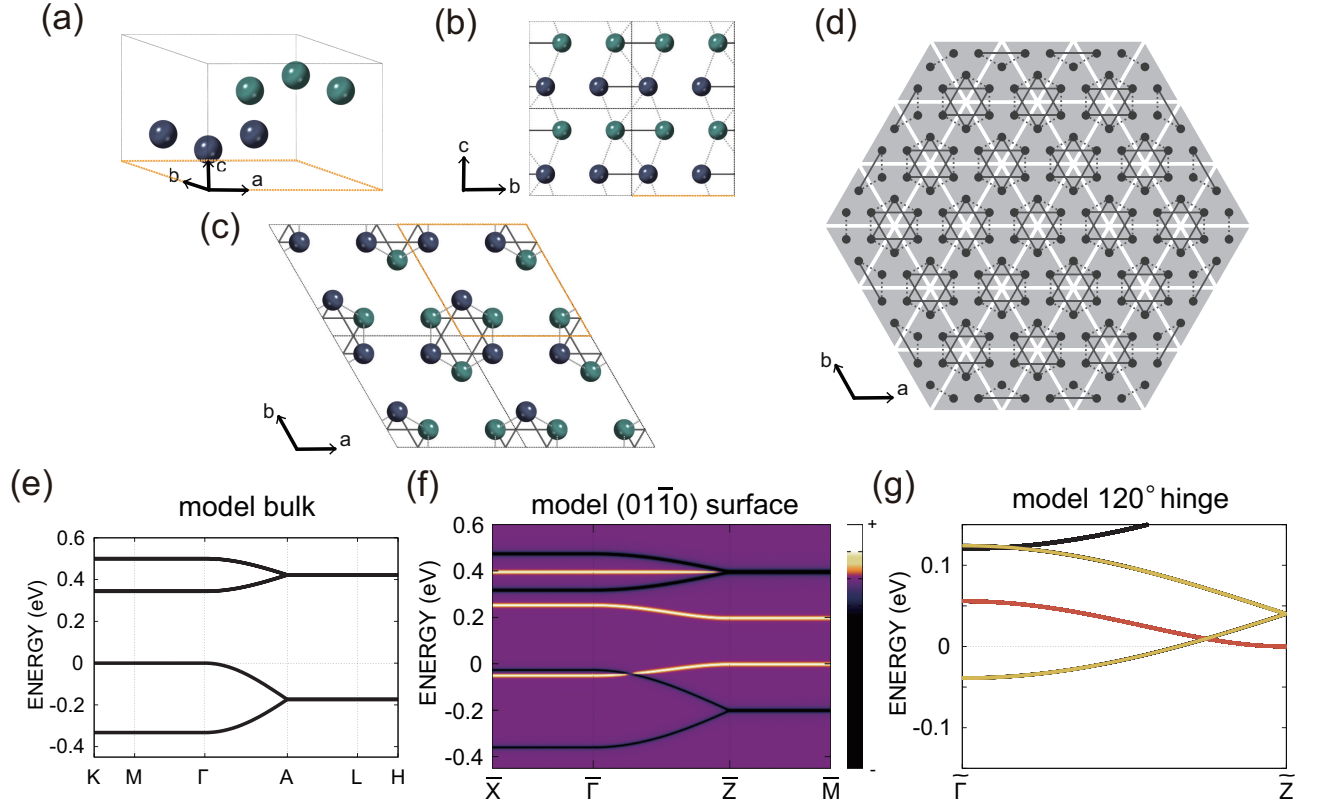 (a)
b
c
a
(b)
c
b
(c)
b
a
(d)
b
a
(e)
model bulk
ENERGY (eV)
0.6
0.4
0.2
0
-0.2
-0.4
K M Γ A L H
(f)
model (011̅0) surface
ENERGY (eV)
0.6
0.4
0.2
0
-0.2
-0.4
X̅ Γ̅ Z̅ M̅
+
-
(g)
model 120° hinge
ENERGY (eV)
0.1
0
-0.1
Γ̃ Z̃